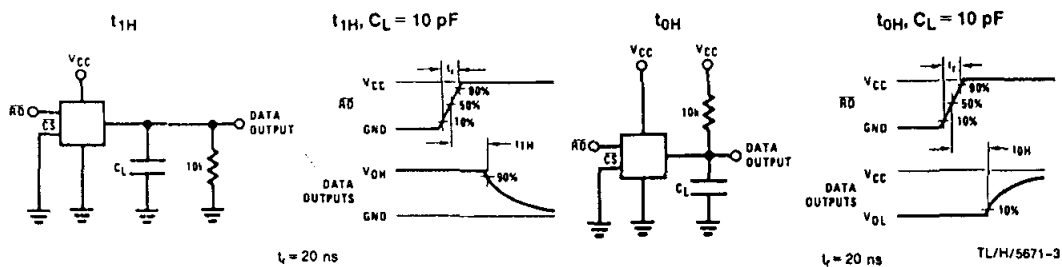 t1H
t1H, CL = 10 pF
t0H
t0H, CL = 10 pF
VCC
RD
CS
CL
10k
DATA
OUTPUT
tr
VCC
90%
RD
50%
10%
GND
t1H
VOH
90%
DATA
OUTPUTS
GND
tr = 20 ns
VCC
VCC
10k
RD
CS
DATA
OUTPUT
CL
tr
VCC
90%
RD
50%
10%
GND
t0H
VCC
DATA
OUTPUTS
VOL
10%
tr = 20 ns
TL/H/5671-3